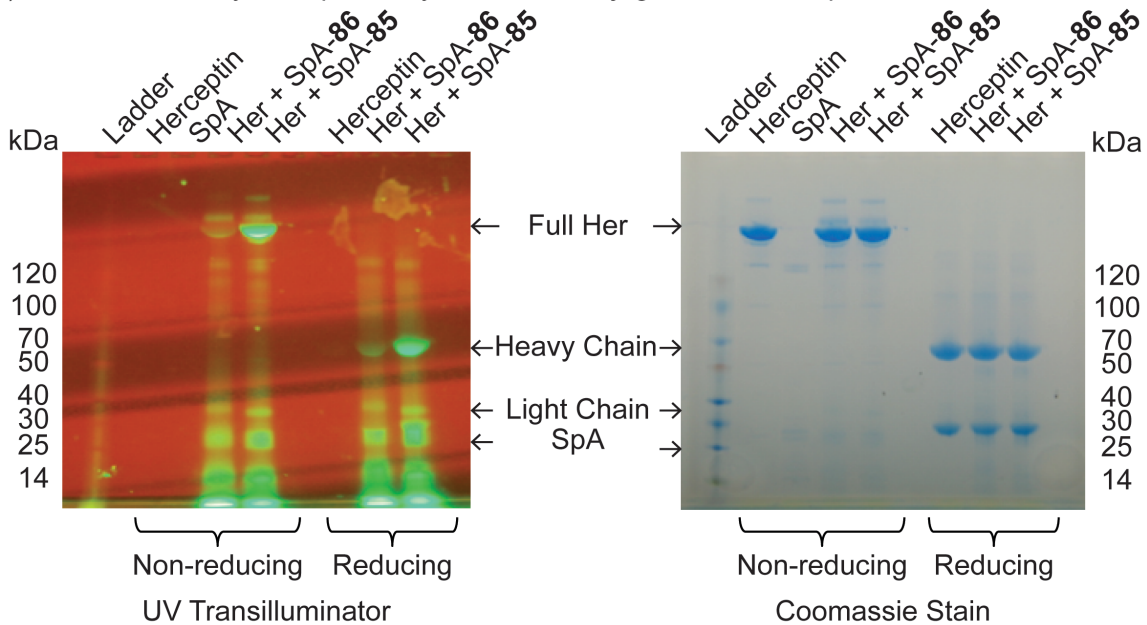 Ladder
Herceptin
SpA
Her + SpA-86
Her + SpA-85
Herceptin
Her + SpA-86
Her + SpA-85
Ladder
Herceptin
SpA
Her + SpA-86
Her + SpA-85
Herceptin
Her + SpA-86
Her + SpA-85
kDa
120
100
70
50
40
30
25
14
← Full Her →
←Heavy Chain→
← Light Chain →
← SpA →
kDa
120
100
70
50
40
30
25
14
Non-reducing
Reducing
Non-reducing
Reducing
UV Transilluminator
Coomassie Stain